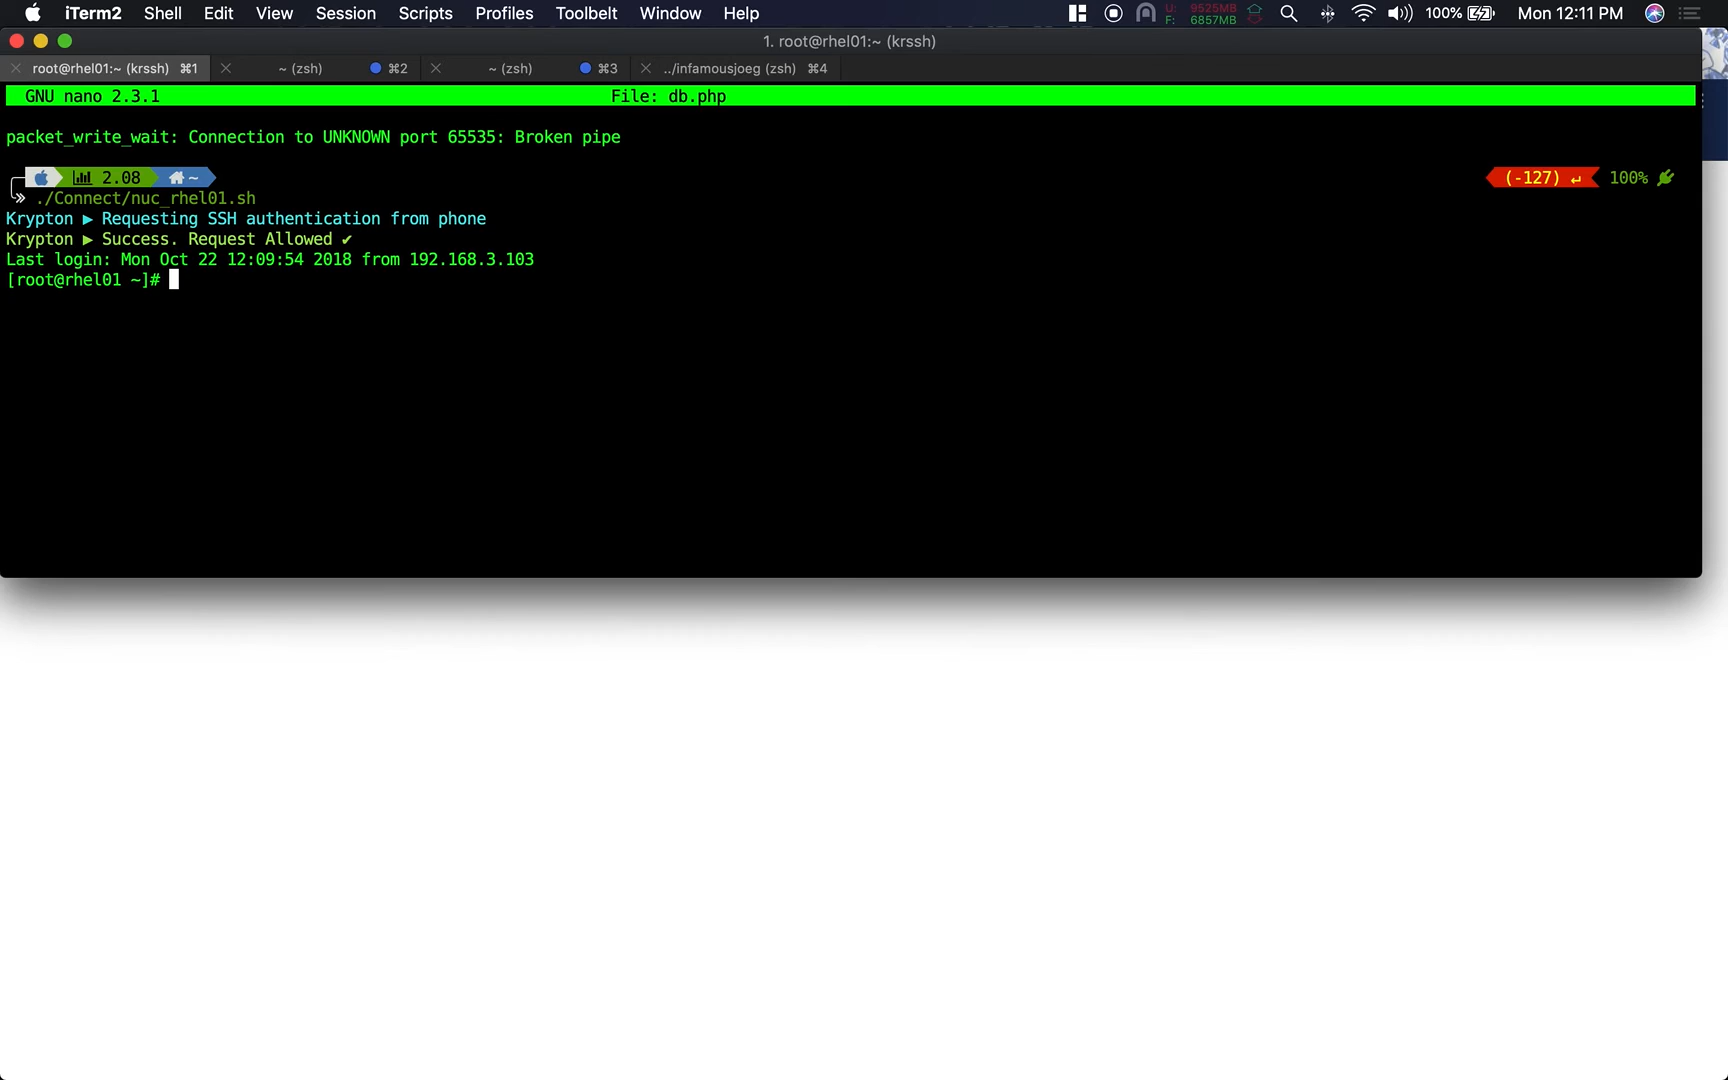 iTerm2 Shell Edit View Session Scripts Profiles Toolbelt Window Help U: 9525MB F: 6857MB 100% Mon 12:11 PM
1. root@rhel01:~ (krssh)
root@rhel01:~ (krssh) ⌘1 ~ (zsh) ⌘2 ~ (zsh) ⌘3 ../infamousjoeg (zsh) ⌘4
GNU nano 2.3.1 File: db.php
packet_write_wait: Connection to UNKNOWN port 65535: Broken pipe
2.08 ~ (-127) ↵ 100%
./Connect/nuc_rhel01.sh
Krypton ▶ Requesting SSH authentication from phone
Krypton ▶ Success. Request Allowed ✔
Last login: Mon Oct 22 12:09:54 2018 from 192.168.3.103
[root@rhel01 ~]#